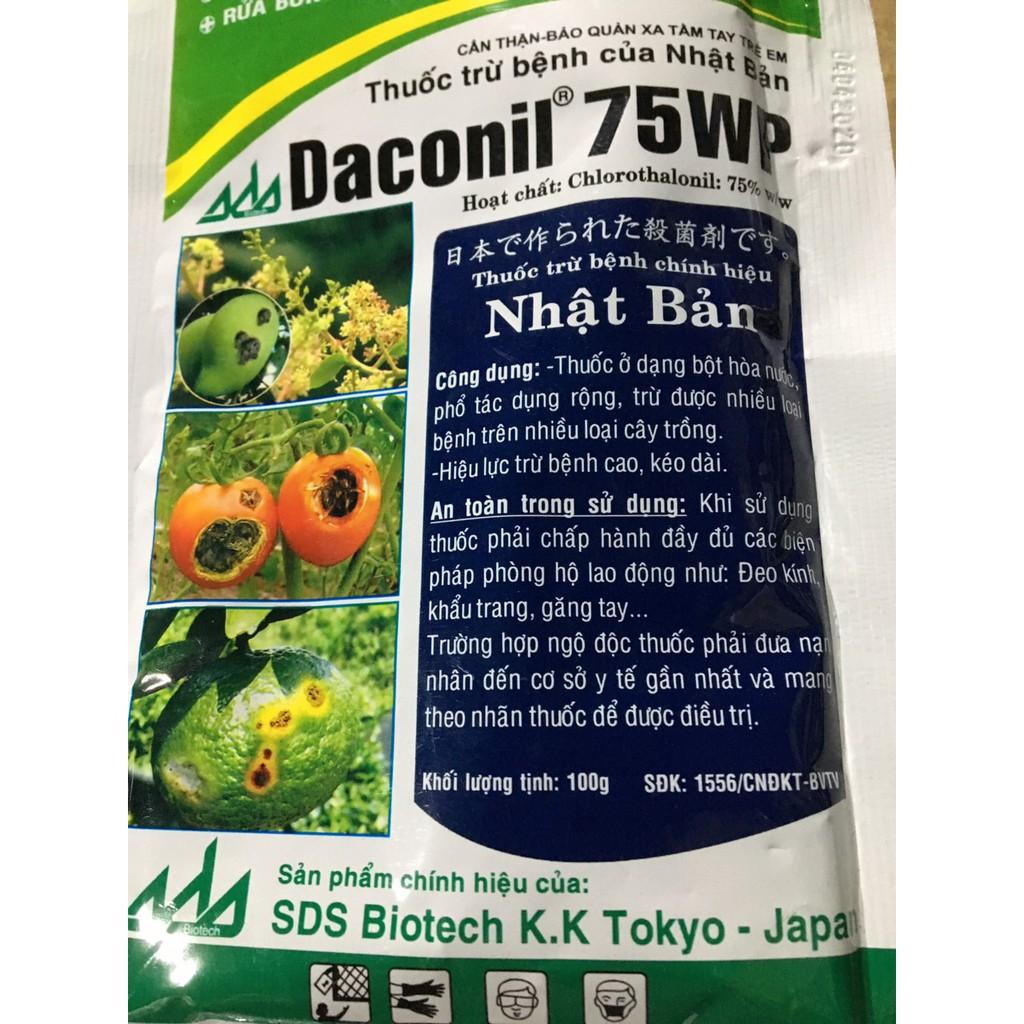 RỬA BÔNG
CẨN THẬN-BẢO QUẢN XA TẦM TAY TRẺ EM
Thuốc trừ bệnh của Nhật Bản
Daconil® 75WP
sds
Biotech
Hoạt chất: Chlorothalonil: 75% w/w
日本で作られた殺菌剤です。
Thuốc trừ bệnh chính hiệu
Nhật Bản
Công dụng: -Thuốc ở dạng bột hòa nước,
phổ tác dụng rộng, trừ được nhiều loại
bệnh trên nhiều loại cây trồng.
-Hiệu lực trừ bệnh cao, kéo dài.
An toàn trong sử dụng: Khi sử dụng
thuốc phải chấp hành đầy đủ các biện
pháp phòng hộ lao động như: Đeo kính,
khẩu trang, găng tay...
Trường hợp ngộ độc thuốc phải đưa nạn
nhân đến cơ sở y tế gần nhất và mang
theo nhãn thuốc để được điều trị.
Khối lượng tịnh: 100g SĐK: 1556/CNĐKT-BVTV
sds
Biotech
Sản phẩm chính hiệu của:
SDS Biotech K.K Tokyo - Japan